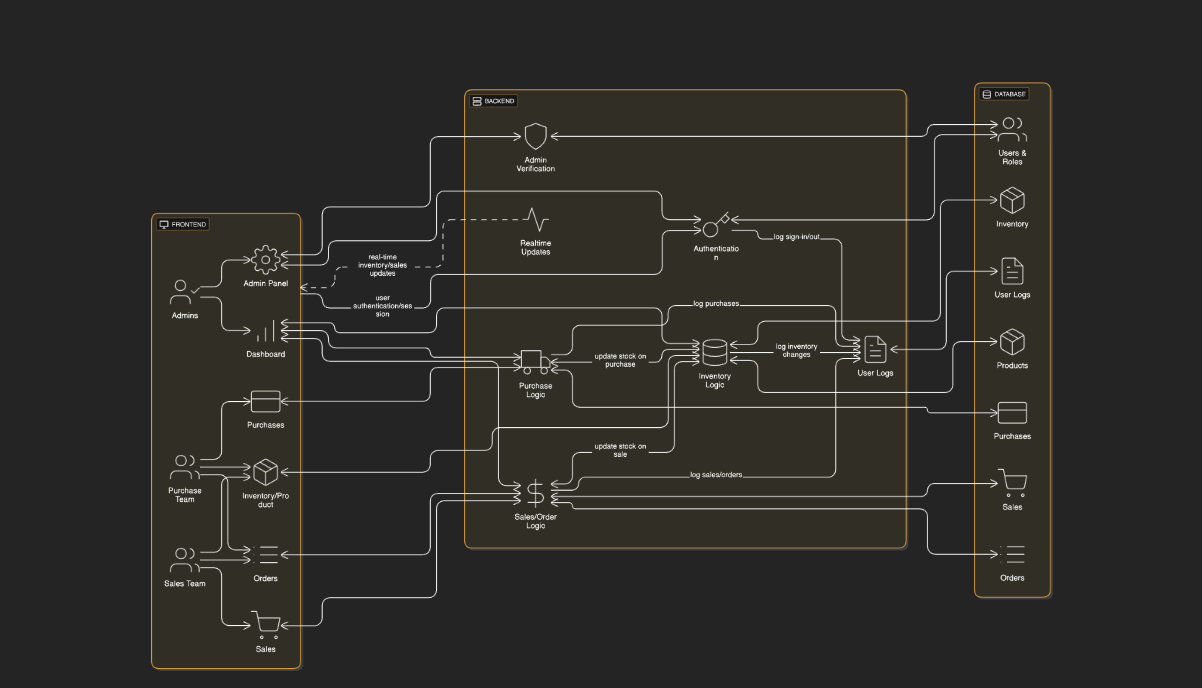 BACKEND
DATABASE
Admin
Verification
Users &
Roles
FRONTEND
Inventory
log sign-in/out
Realtime
Updates
Authenticatio
n
real-time
inventory/sales
updates
Admin Panel
User Logs
user
authentication/ses
sion
Admins
log purchases
Dashboard
update stock on
purchase
log inventory
changes
Inventory
Logic
User Logs
Products
Purchase
Logic
Purchases
Purchases
update stock on
sale
log sales/orders
Purchase
Team
Inventory/Pro
duct
Sales
Sales/Order
Logic
Sales Team
Orders
Orders
Sales